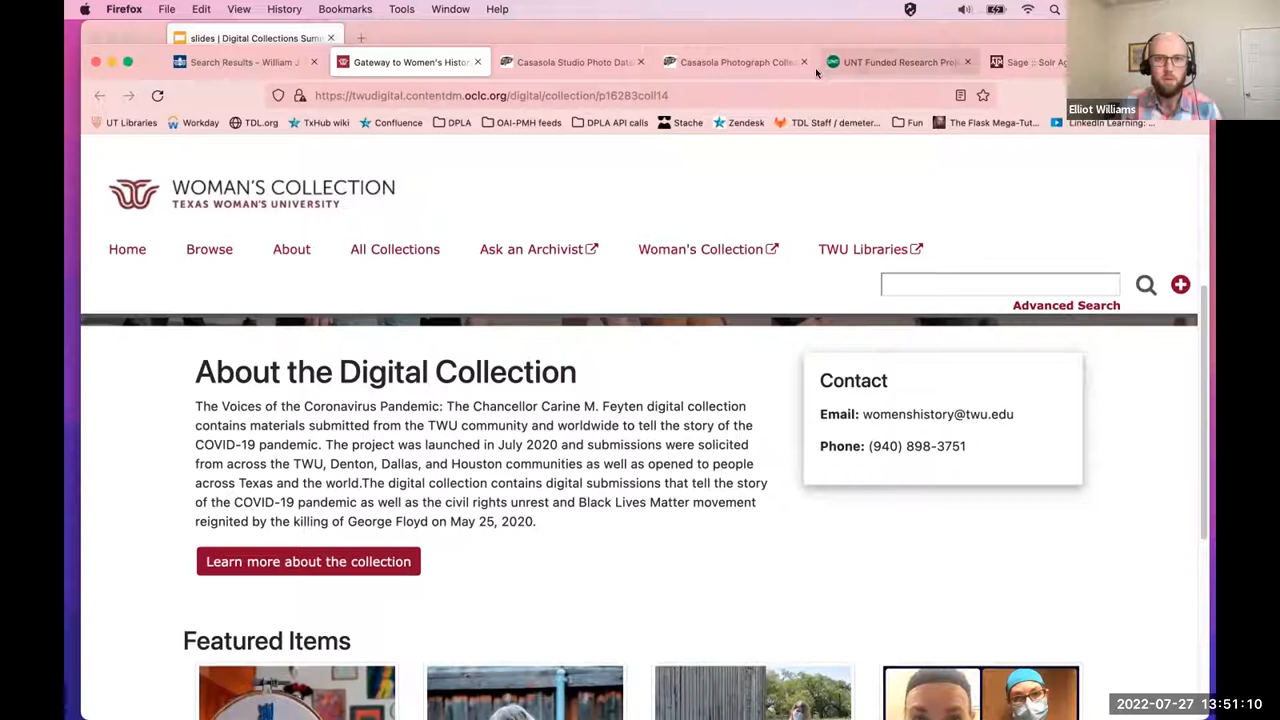 Firefox File Edit View History Bookmarks Tools Window Help
slides | Digital Collections Sum
Search Results – William J
Gateway to Women's Histo
Casasola Studio Photo Data
Casasola Photograph Colle
UNT Funded Research Proj
Sage :: Solr Ag
https://twudigital.contentdm.oclc.org/digital/collection/p16283coll14
Elliot Williams
UT Libraries Workday TDL.org TxHub wiki Confluence DPLA OAI-PMH feeds DPLA API calls Stache Zendesk TDL Staff / demeter... Fun The Flask Mega-Tut... LinkedIn Learning: ...
WOMAN'S COLLECTION
TEXAS WOMAN'S UNIVERSITY
Home Browse About All Collections Ask an Archivist Woman's Collection TWU Libraries
Advanced Search
About the Digital Collection
The Voices of the Coronavirus Pandemic: The Chancellor Carine M. Feyten digital collection
contains materials submitted from the TWU community and worldwide to tell the story of the
COVID-19 pandemic. The project was launched in July 2020 and submissions were solicited
from across the TWU, Denton, Dallas, and Houston communities as well as opened to people
across Texas and the world.The digital collection contains digital submissions that tell the story
of the COVID-19 pandemic as well as the civil rights unrest and Black Lives Matter movement
reignited by the killing of George Floyd on May 25, 2020.
Learn more about the collection
Contact
Email: womenshistory@twu.edu
Phone: (940) 898-3751
Featured Items
2022-07-27 13:51:10